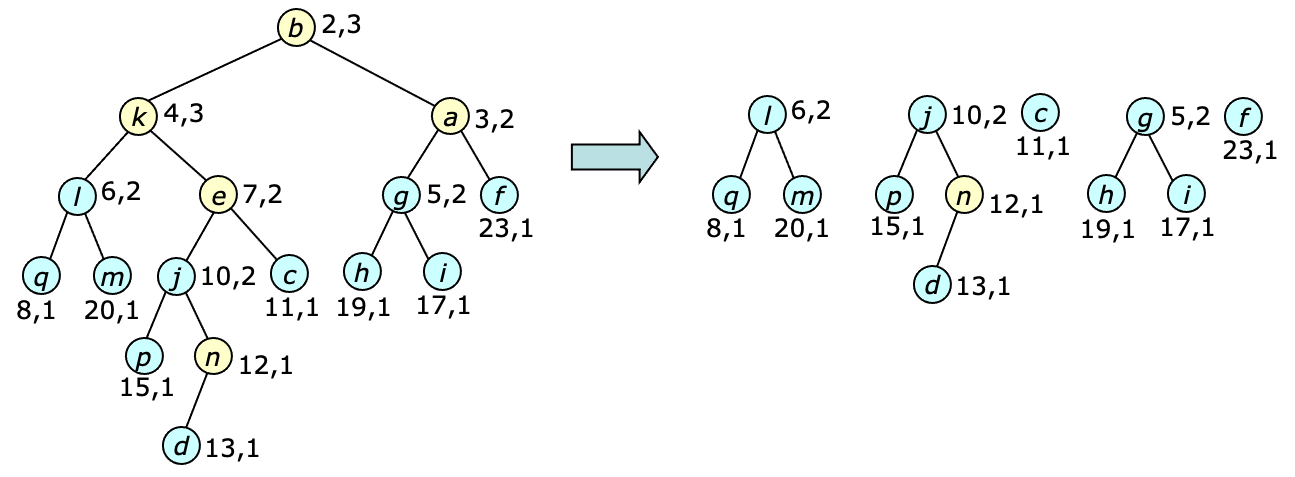 b 2,3
k 4,3
a 3,2
l 6,2
e 7,2
g 5,2
f
23,1
q
8,1
m
20,1
j 10,2
c
11,1
h
19,1
i
17,1
p
15,1
n 12,1
d 13,1
l 6,2
j 10,2
c
11,1
g 5,2
f
23,1
q
8,1
m
20,1
p
15,1
n 12,1
h
19,1
i
17,1
d 13,1